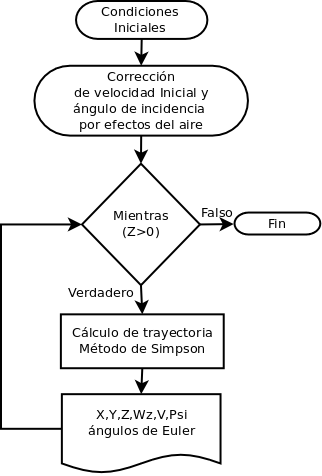 Condiciones
Iniciales
Corrección
de velocidad Inicial y
ángulo de incidencia
por efectos del aire
Mientras
(Z>0)
Falso
Fin
Verdadero
Cálculo de trayectoria
Método de Simpson
X,Y,Z,Wz,V,Psi
ángulos de Euler